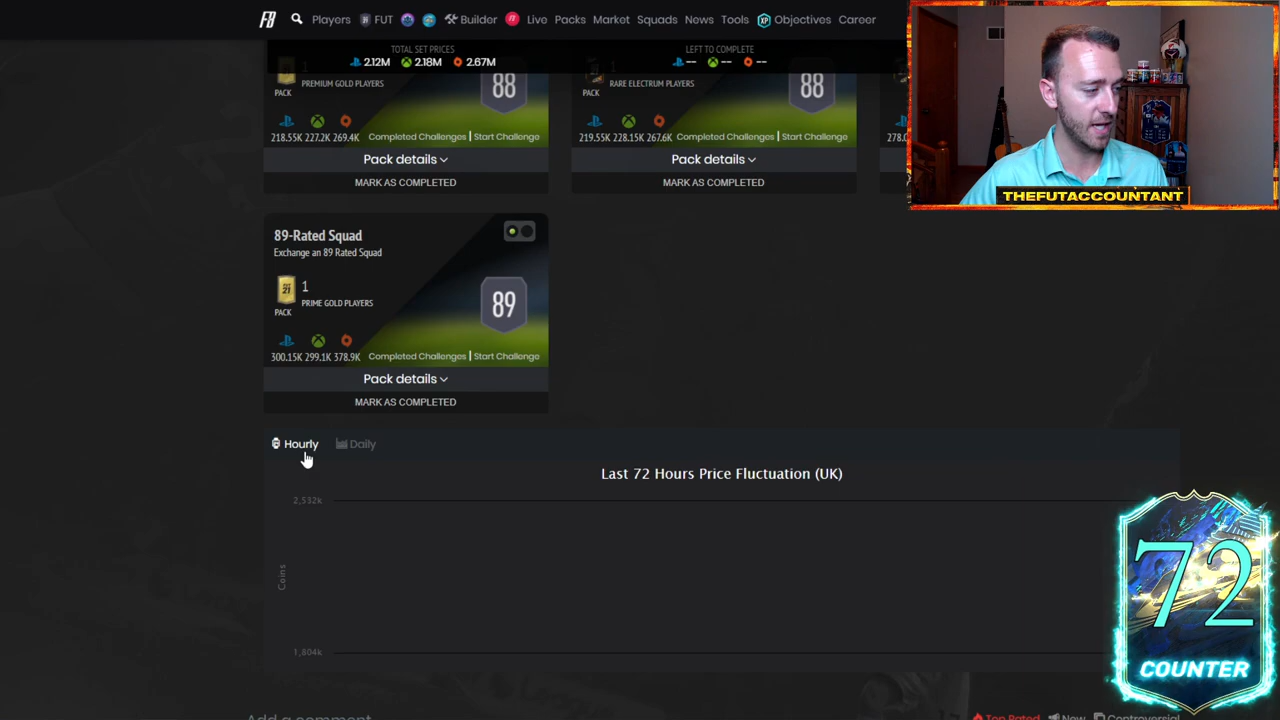 F8 Players FUT Builder Live Packs Market Squads News Tools XP Objectives Career
TOTAL SET PRICES
2.12M 2.18M 2.67M
LEFT TO COMPLETE
-- -- --
1
PREMIUM GOLD PLAYERS
PACK
88
218.55K 227.2K 269.4K Completed Challenges | Start Challenge
Pack details
MARK AS COMPLETED
1
RARE ELECTRUM PLAYERS
PACK
88
219.55K 228.15K 267.6K Completed Challenges | Start Challenge
Pack details
MARK AS COMPLETED
THEFUTACCOUNTANT
89-Rated Squad
Exchange an 89 Rated Squad
1
PRIME GOLD PLAYERS
PACK
89
300.15K 299.1K 378.9K Completed Challenges | Start Challenge
Pack details
MARK AS COMPLETED
Hourly Daily
Last 72 Hours Price Fluctuation (UK)
2,532k
Coins
1,804k
72
COUNTER
Add a comment
Top Rated New Controversial